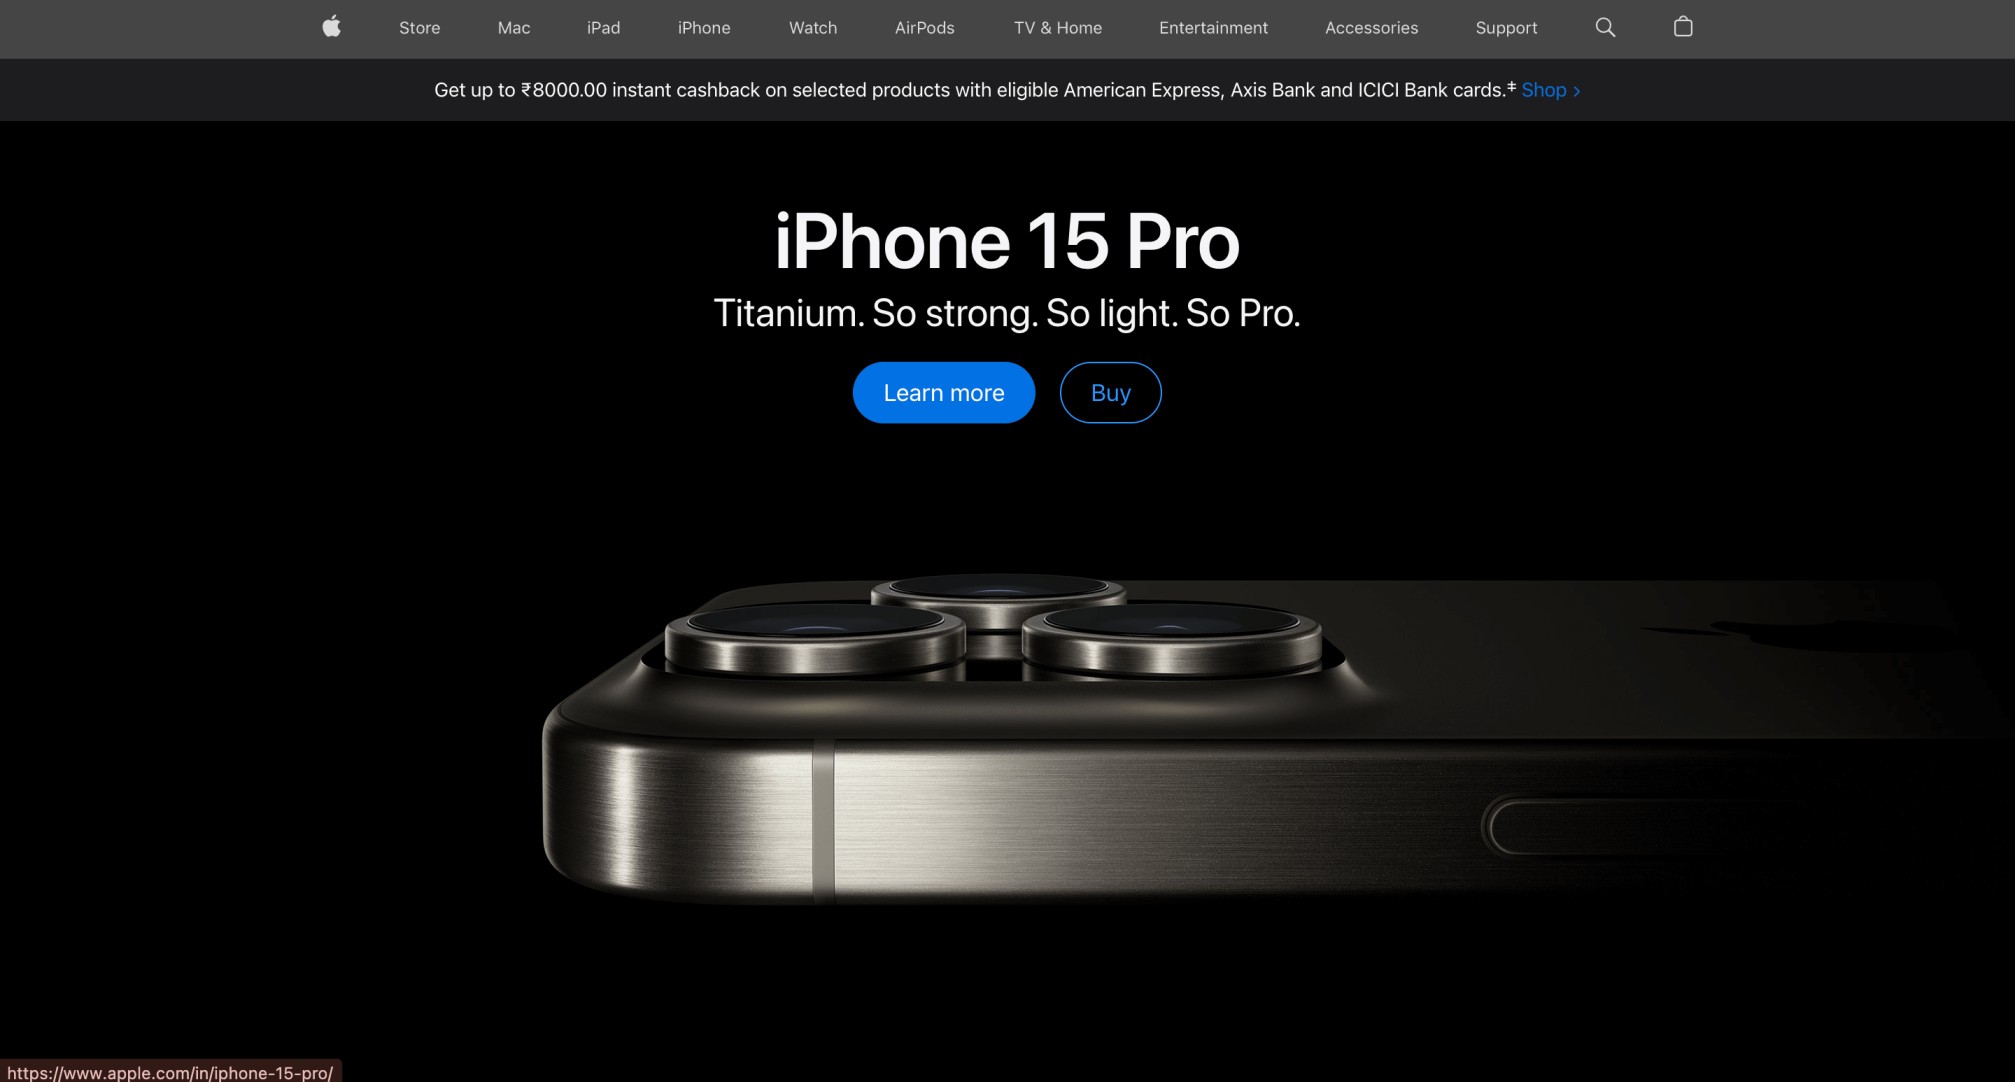 Store Mac iPad iPhone Watch AirPods TV & Home Entertainment Accessories Support
Get up to ₹8000.00 instant cashback on selected products with eligible American Express, Axis Bank and ICICI Bank cards.‡ Shop >
iPhone 15 Pro
Titanium. So strong. So light. So Pro.
Learn more Buy
https://www.apple.com/in/iphone-15-pro/